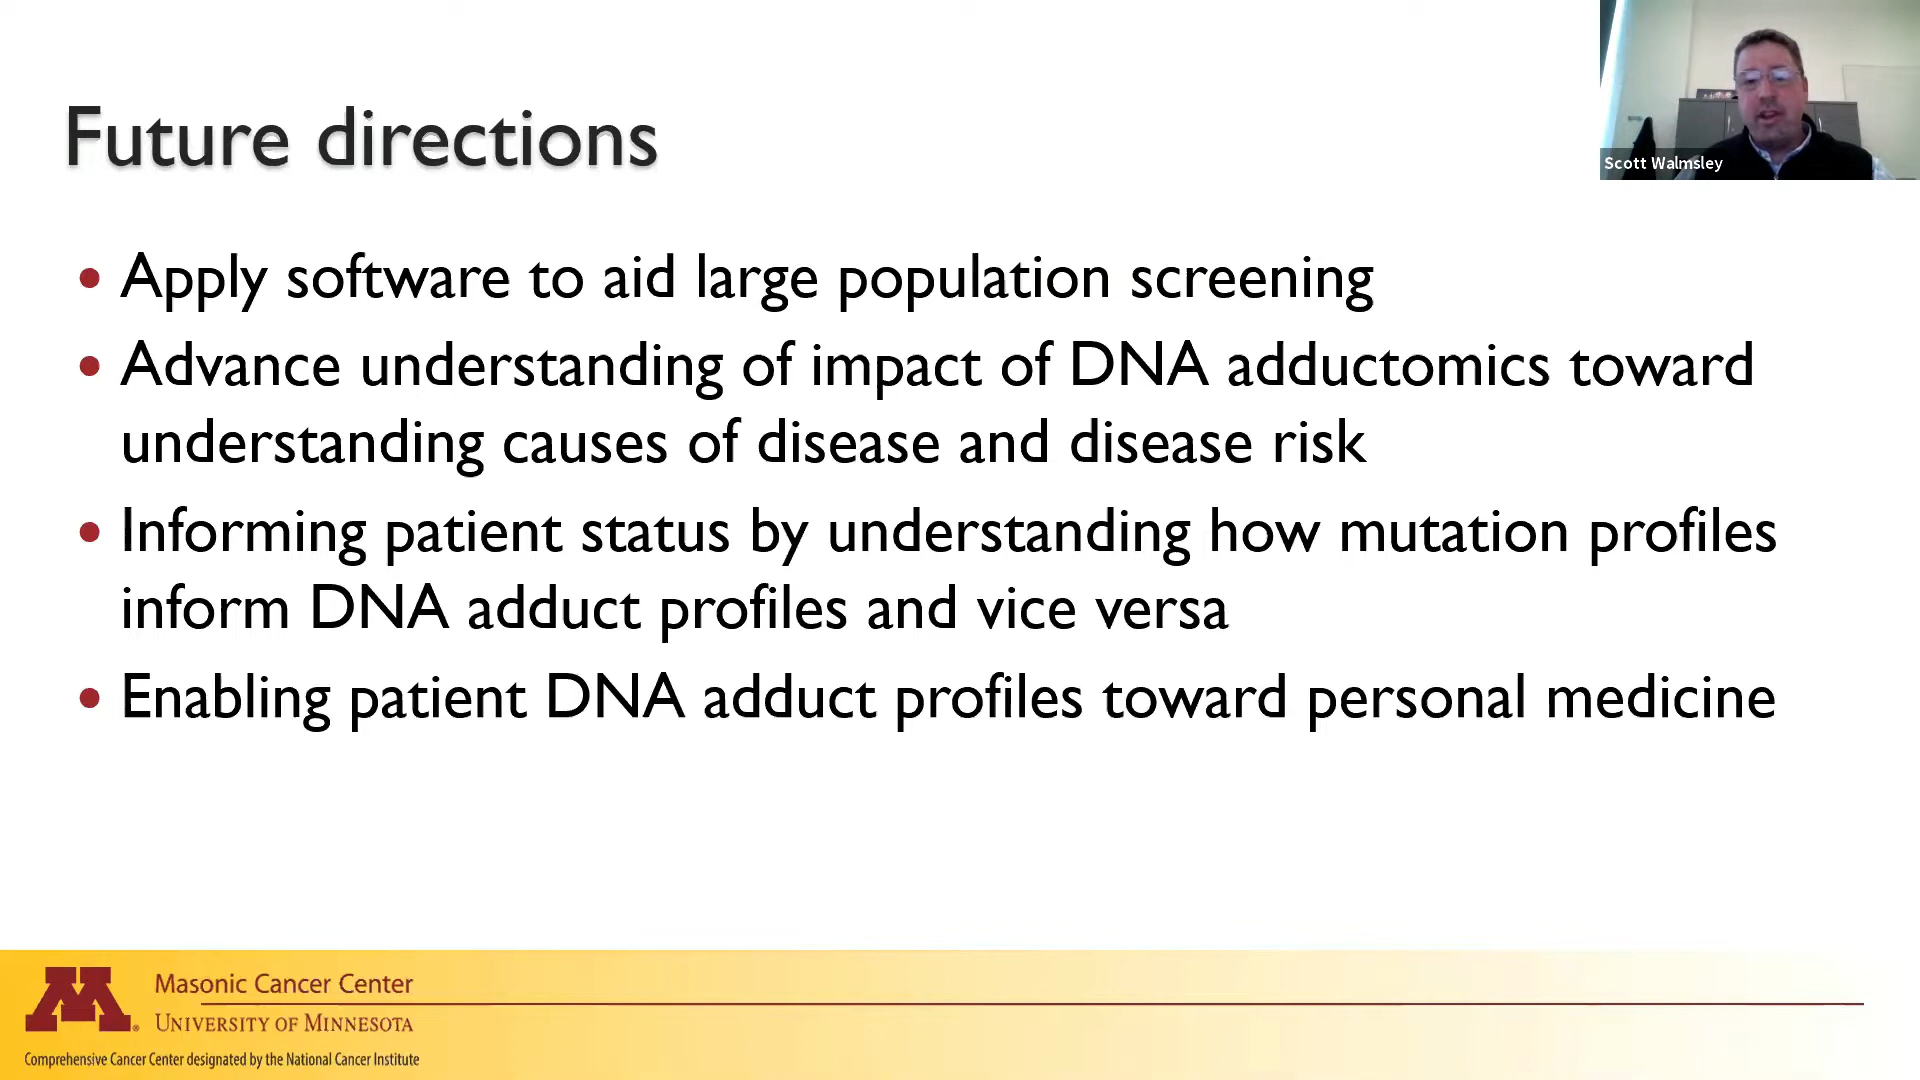 Future directions
Scott Walmsley
• Apply software to aid large population screening
• Advance understanding of impact of DNA adductomics toward
understanding causes of disease and disease risk
• Informing patient status by understanding how mutation profiles
inform DNA adduct profiles and vice versa
• Enabling patient DNA adduct profiles toward personal medicine
M
Masonic Cancer Center
UNIVERSITY OF MINNESOTA
Comprehensive Cancer Center designated by the National Cancer Institute